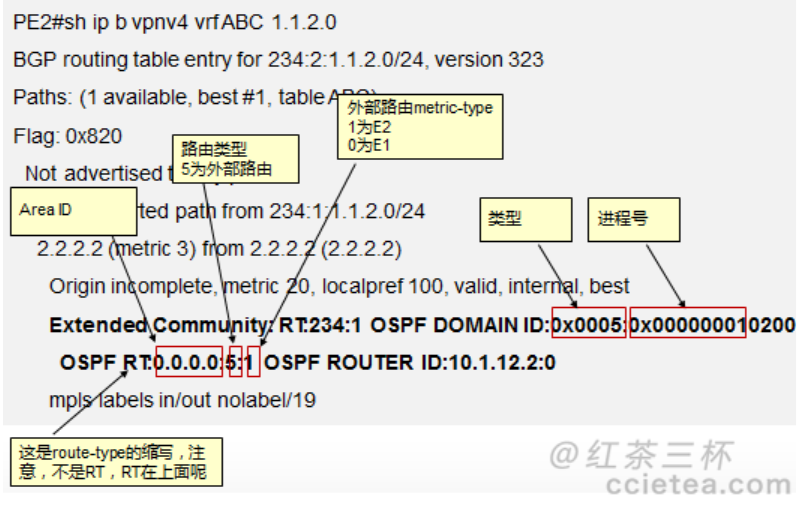 PE2#sh ip b vpnv4 vrf ABC 1.1.2.0
BGP routing table entry for 234:2:1.1.2.0/24, version 323
Paths: (1 available, best #1, table
外部路由metric-type
1为E2
0为E1
Flag: 0x820
路由类型
5为外部路由
Not advertised
Area ID
path from 234:1:1.1.2.0/24
类型
进程号
2.2.2.2 (metric 3) from 2.2.2.2 (2.2.2.2)
Origin incomplete, metric 20, localpref 100, valid, internal, best
Extended Community: RT:234:1 OSPF DOMAIN ID:0x0005:0x000000010200
OSPF RT:0.0.0.0:5:1 OSPF ROUTER ID:10.1.12.2:0
mpls labels in/out nolabel/19
这是route-type的缩写，注
意，不是RT，RT在上面呢
@红茶三杯
ccietea.com